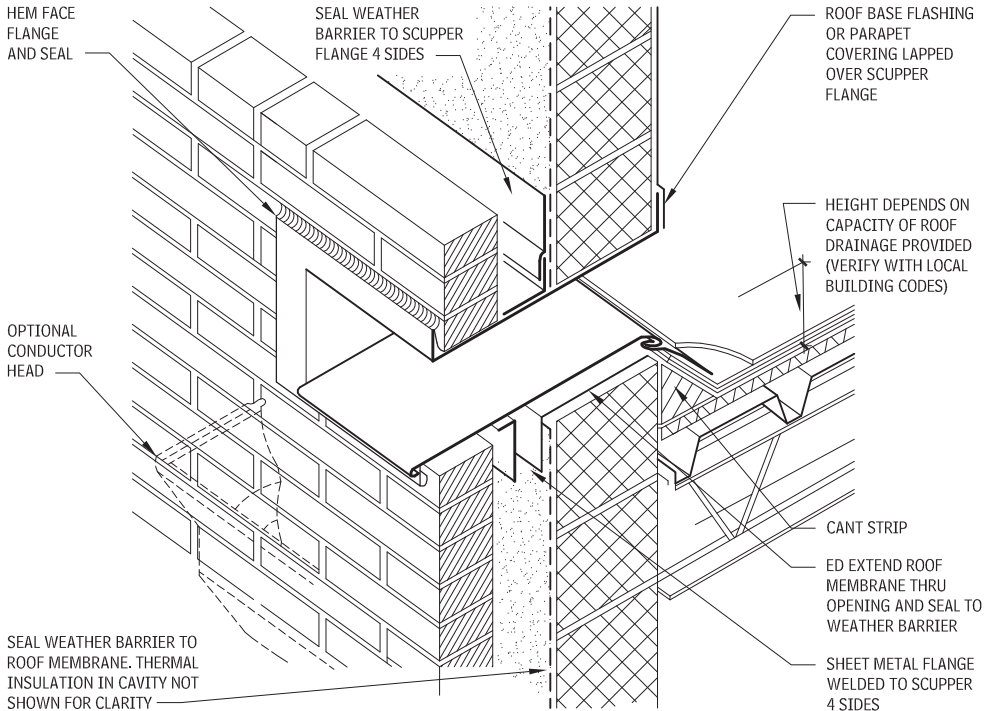 HEM FACE
FLANGE
AND SEAL
SEAL WEATHER
BARRIER TO SCUPPER
FLANGE 4 SIDES
ROOF BASE FLASHING
OR PARAPET
COVERING LAPPED
OVER SCUPPER
FLANGE
HEIGHT DEPENDS ON
CAPACITY OF ROOF
DRAINAGE PROVIDED
(VERIFY WITH LOCAL
BUILDING CODES)
OPTIONAL
CONDUCTOR
HEAD
CANT STRIP
ED EXTEND ROOF
MEMBRANE THRU
OPENING AND SEAL TO
WEATHER BARRIER
SEAL WEATHER BARRIER TO
ROOF MEMBRANE. THERMAL
INSULATION IN CAVITY NOT
SHOWN FOR CLARITY
SHEET METAL FLANGE
WELDED TO SCUPPER
4 SIDES